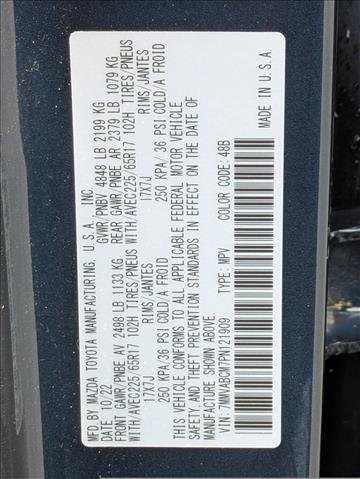 MFD BY MAZDA TOYOTA MANUFACTURING, U.S.A., INC.
DATE 10/22 GVWR/PNBV 4848 LB 2199 KG
FRONT GAWR/PNBE AV 2498 LB 1133 KG REAR GAWR/PNBE AR 2379 LB 1079 KG
WITH/AVEC225/65R17 102H TIRES/PNEUS WITH/AVEC225/65R17 102H TIRES/PNEUS
17X7J RIMS/JANTES 17X7J RIMS/JANTES
250 KPA/ 36 PSI COLD/A FROID 250 KPA/ 36 PSI COLD/A FROID
THIS VEHICLE CONFORMS TO ALL APPLICABLE FEDERAL MOTOR VEHICLE
SAFETY, AND THEFT PREVENTION STANDARDS IN EFFECT ON THE DATE OF
MANUFACTURE SHOWN ABOVE.
VIN: 7MMVABCM7PN121909 TYPE: MPV COLOR CODE: 48B
MADE IN U.S.A.